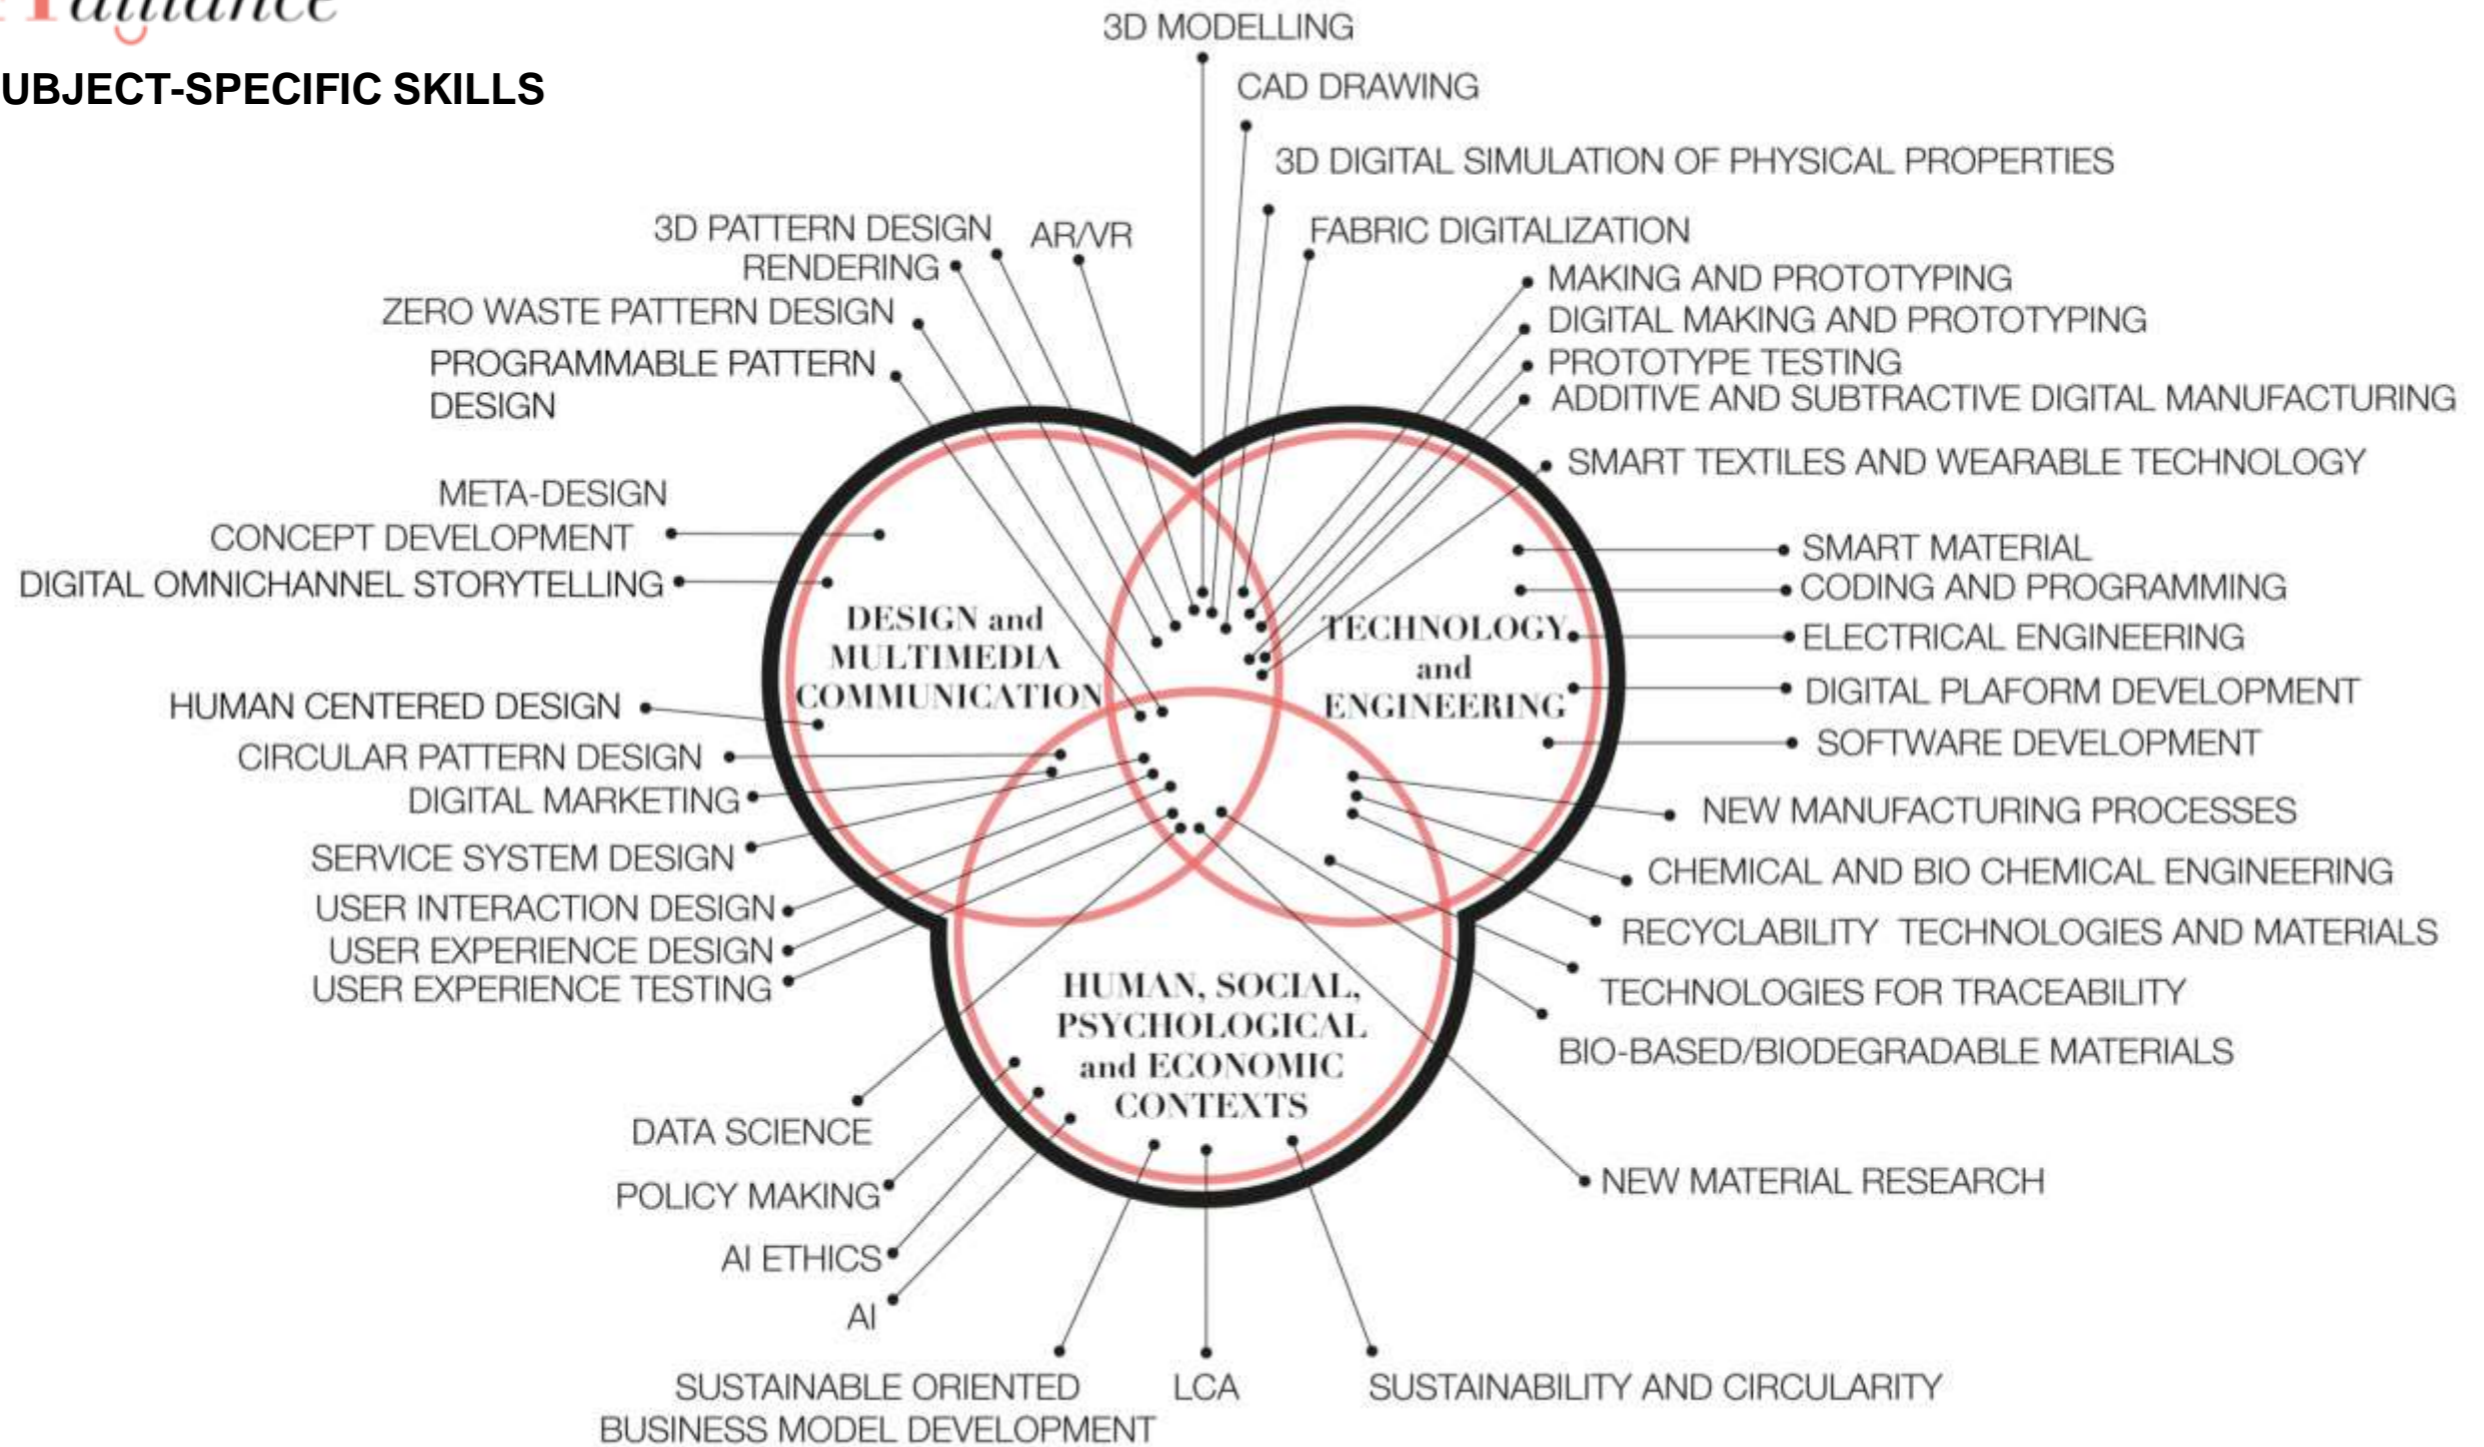 alliance
UBJECT-SPECIFIC SKILLS
3D MODELLING
CAD DRAWING
3D DIGITAL SIMULATION OF PHYSICAL PROPERTIES
3D PATTERN DESIGN
AR/VR
FABRIC DIGITALIZATION
RENDERING
MAKING AND PROTOTYPING
ZERO WASTE PATTERN DESIGN
DIGITAL MAKING AND PROTOTYPING
PROGRAMMABLE PATTERN
DESIGN
PROTOTYPE TESTING
ADDITIVE AND SUBTRACTIVE DIGITAL MANUFACTURING
SMART TEXTILES AND WEARABLE TECHNOLOGY
META-DESIGN
CONCEPT DEVELOPMENT
DIGITAL OMNICHANNEL STORYTELLING
SMART MATERIAL
CODING AND PROGRAMMING
ELECTRICAL ENGINEERING
DIGITAL PLAFORM DEVELOPMENT
SOFTWARE DEVELOPMENT
DESIGN and
MULTIMEDIA
COMMUNICATION
TECHNOLOGY
and
ENGINEERING
HUMAN CENTERED DESIGN
CIRCULAR PATTERN DESIGN
DIGITAL MARKETING
SERVICE SYSTEM DESIGN
USER INTERACTION DESIGN
USER EXPERIENCE DESIGN
USER EXPERIENCE TESTING
NEW MANUFACTURING PROCESSES
CHEMICAL AND BIO CHEMICAL ENGINEERING
RECYCLABILITY TECHNOLOGIES AND MATERIALS
TECHNOLOGIES FOR TRACEABILITY
BIO-BASED/BIODEGRADABLE MATERIALS
HUMAN, SOCIAL,
PSYCHOLOGICAL
and ECONOMIC
CONTEXTS
DATA SCIENCE
POLICY MAKING
AI ETHICS
AI
NEW MATERIAL RESEARCH
SUSTAINABLE ORIENTED
BUSINESS MODEL DEVELOPMENT
LCA
SUSTAINABILITY AND CIRCULARITY